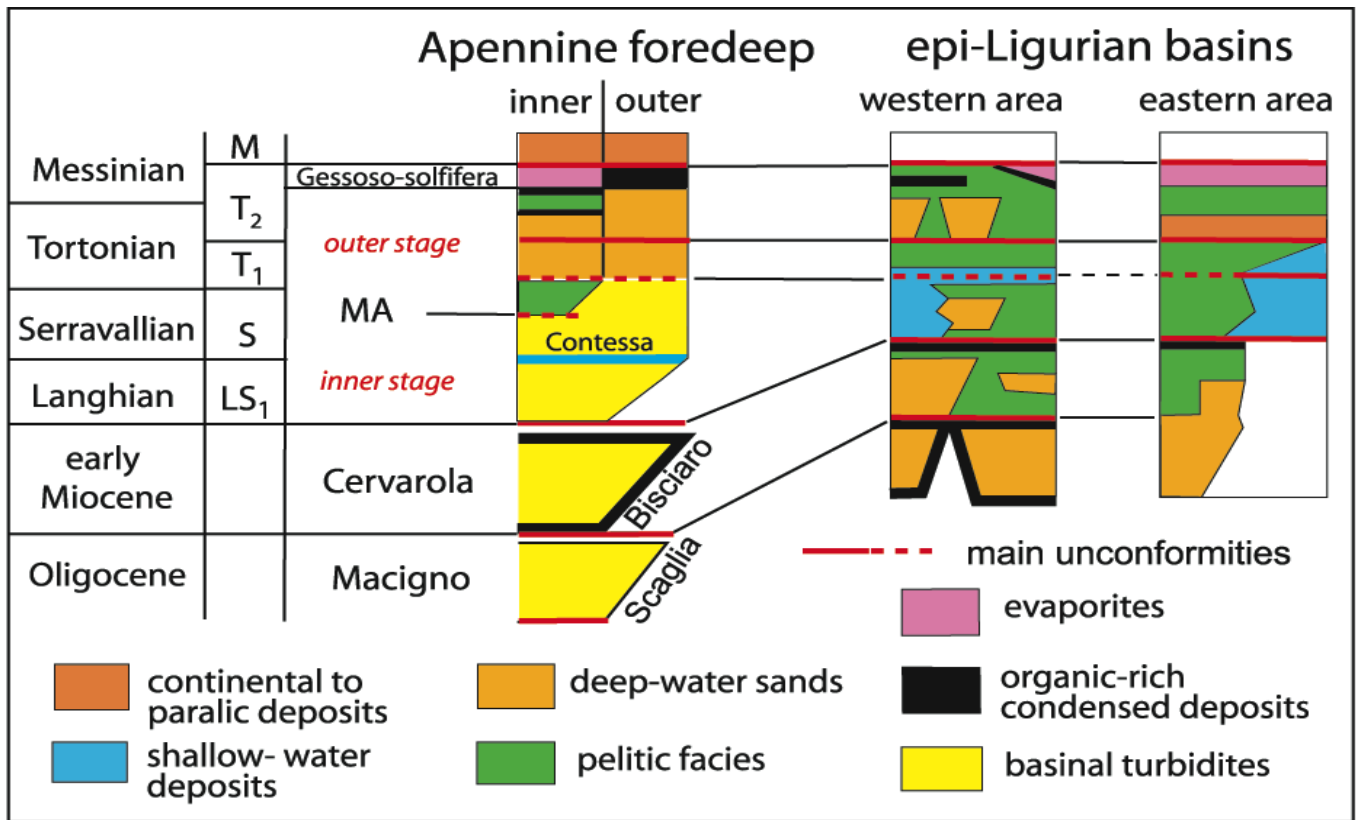 Apennine foredeep
epi-Ligurian basins
inner
outer
western area
eastern area
Messinian
M
Gessoso-solfifera
T2
Tortonian
outer stage
T1
MA
Serravallian
S
Contessa
inner stage
Langhian
LS1
early
Miocene
Cervarola
Bisciaro
Oligocene
Macigno
Scaglia
main unconformities
evaporites
continental to
paralic deposits
deep-water sands
organic-rich
condensed deposits
shallow- water
deposits
pelitic facies
basinal turbidites